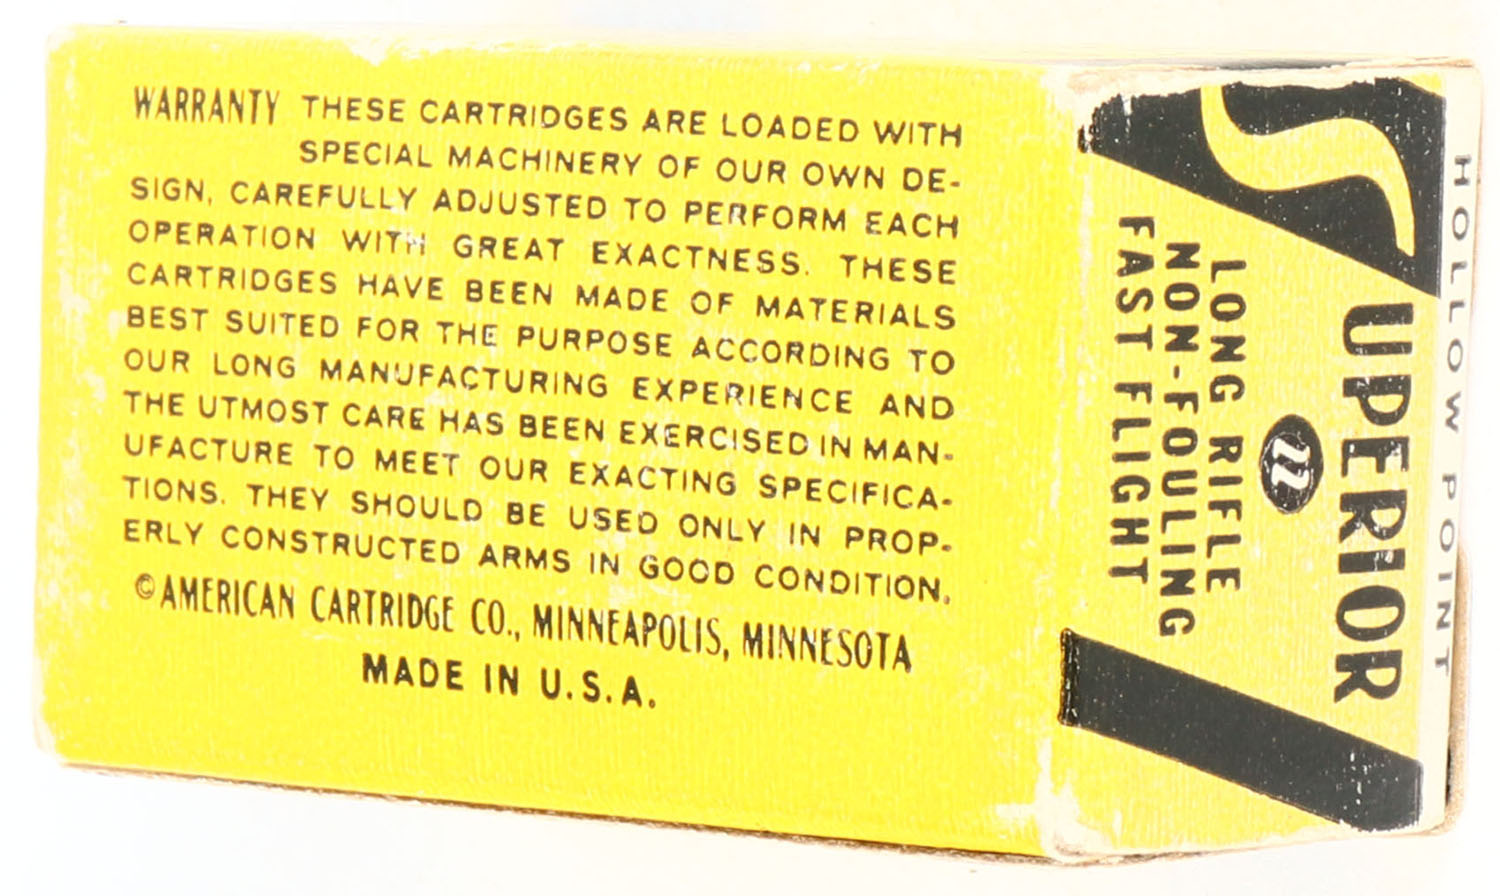 WARRANTY THESE CARTRIDGES ARE LOADED WITH
SPECIAL MACHINERY OF OUR OWN DE-
SIGN, CAREFULLY ADJUSTED TO PERFORM EACH
OPERATION WITH GREAT EXACTNESS. THESE
CARTRIDGES HAVE BEEN MADE OF MATERIALS
BEST SUITED FOR THE PURPOSE ACCORDING TO
OUR LONG MANUFACTURING EXPERIENCE AND
THE UTMOST CARE HAS BEEN EXERCISED IN MAN-
UFACTURE TO MEET OUR EXACTING SPECIFICA-
TIONS. THEY SHOULD BE USED ONLY IN PROP-
ERLY CONSTRUCTED ARMS IN GOOD CONDITION.
© AMERICAN CARTRIDGE CO., MINNEAPOLIS, MINNESOTA
MADE IN U.S.A.
HOLLOW POINT
SUPERIOR
22
LONG RIFLE
NON-FOULING
FAST FLIGHT